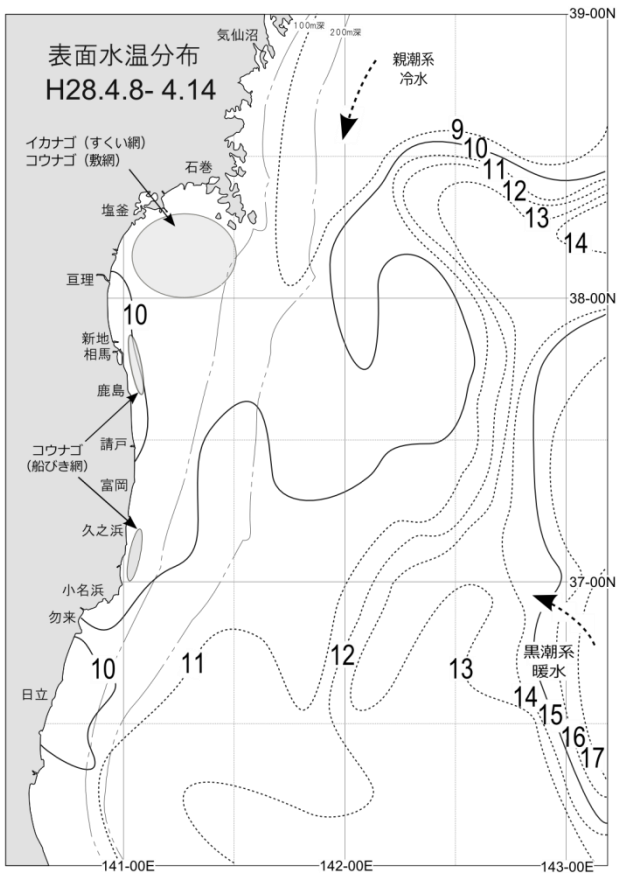 39-00N
気仙沼
100m深
200m深
表面水温分布
H28.4.8- 4.14
親潮系
冷水
イカナゴ(すくい網)
コウナゴ(敷網)
石巻
9
10
11
12
13
14
塩釜
亘理
38-00N
10
新地
相馬
鹿島
コウナゴ
(船びき網)
請戸
富岡
久之浜
37-00N
小名浜
勿来
10
11
12
13
黒潮系
暖水
14
15
16
17
日立
141-00E
142-00E
143-00E